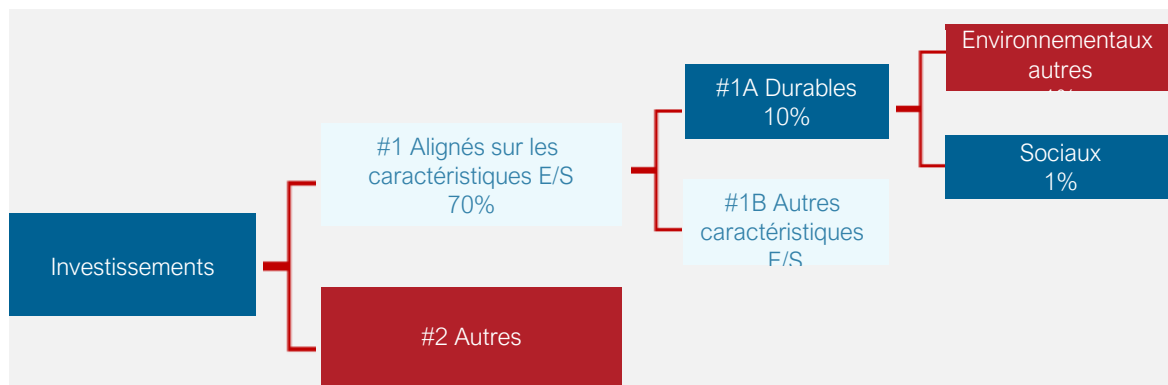 Investissements
#1 Alignés sur les
caractéristiques E/S
70%
#2 Autres
#1A Durables
10%
#1B Autres
caractéristiques
E/S
Environnementaux
autres
Sociaux
1%